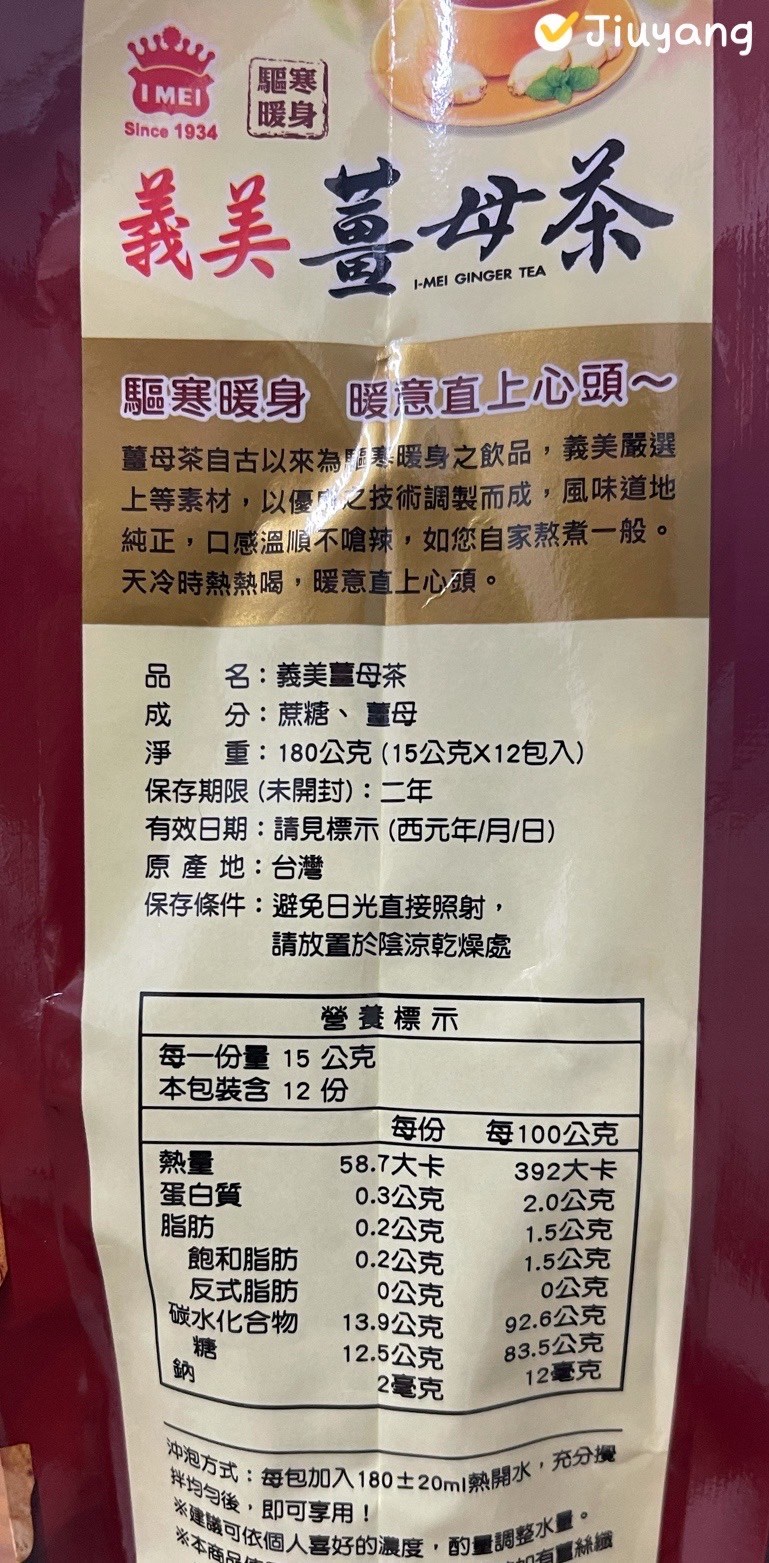 Jiuyang
I MEI
Since 1934
驅寒
暖身
義美薑母茶
I-MEI GINGER TEA
驅寒暖身 暖意直上心頭～
薑母茶自古以來為驅寒暖身之飲品，義美嚴選
上等素材，以優 之技術調製而成，風味道地
純正，口感溫順不嗆辣，如您自家熬煮一般。
天冷時熱熱喝，暖意直上心頭。
品 名：義美薑母茶
成 分：蔗糖、薑母
淨 重：180公克 (15公克X12包入)
保存期限 (未開封)：二年
有效日期：請見標示 (西元年/月/日)
原 產 地：台灣
保存條件：避免日光直接照射，
請放置於陰涼乾燥處
營養標示
每一份量 15 公克
本包裝含 12 份
每份 每100公克
熱量 58.7大卡 392大卡
蛋白質 0.3公克 2.0公克
脂肪 0.2公克 1.5公克
飽和脂肪 0.2公克 1.5公克
反式脂肪 0公克 0公克
碳水化合物 13.9公克 92.6公克
糖 12.5公克 83.5公克
鈉 2毫克 12毫克
沖泡方式：每包加入180±20ml熱開水，充分攪
拌均勻後，即可享用！
※建議可依個人喜好的濃度，酌量調整水量。
※本商品 有薑絲纖